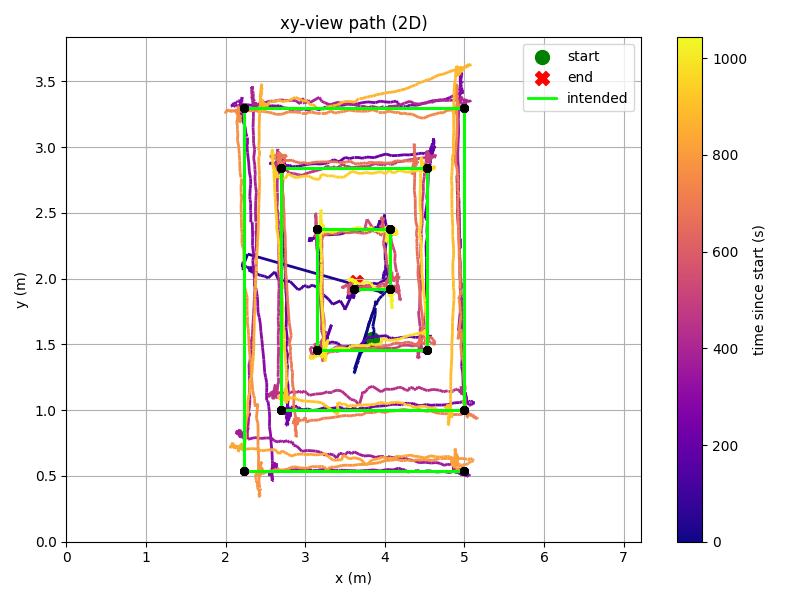 xy-view path (2D)
start
end
intended
3.5
3.0
2.5
2.0
1.5
1.0
0.5
0.0
y (m)
0 1 2 3 4 5 6 7
x (m)
1000
800
600
400
200
0
time since start (s)